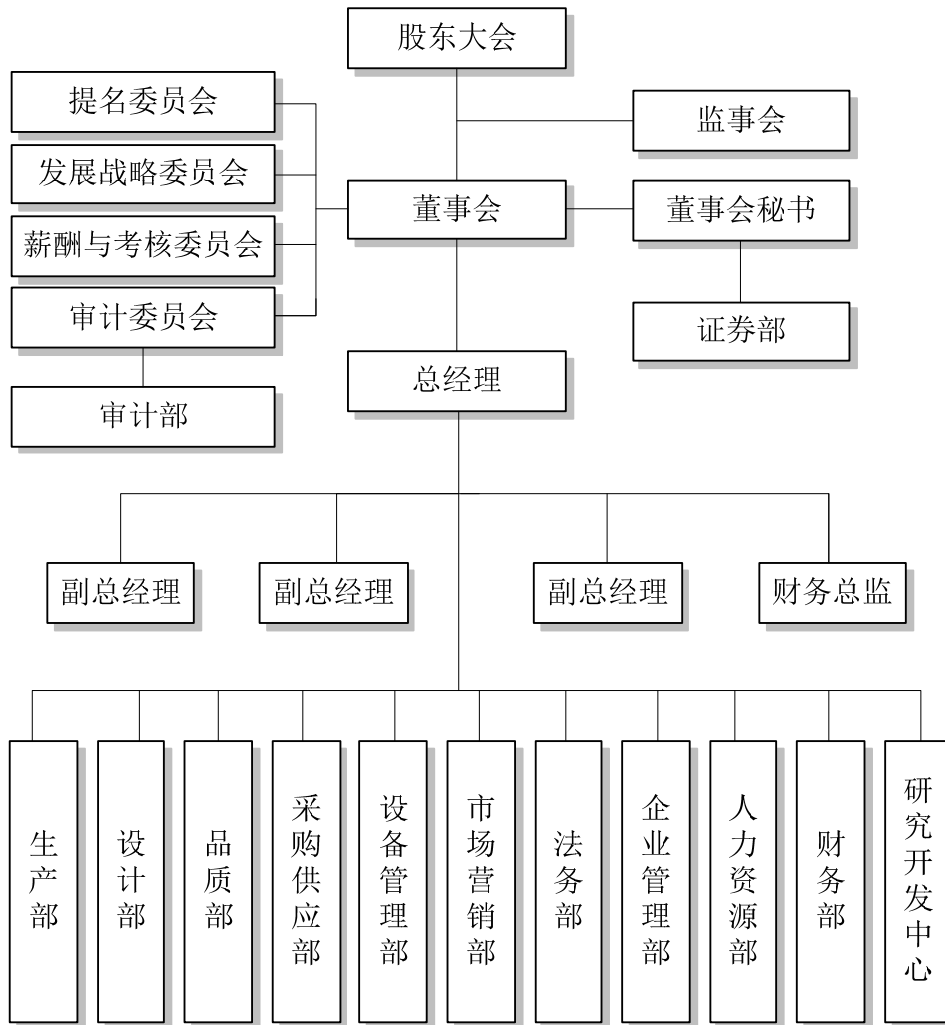 股东大会
提名委员会
监事会
发展战略委员会
董事会
董事会秘书
薪酬与考核委员会
审计委员会
证券部
总经理
审计部
副总经理
副总经理
副总经理
财务总监
生产部
设计部
品质部
采购供应部
设备管理部
市场营销部
法务部
企业管理部
人力资源部
财务部
研究开发中心